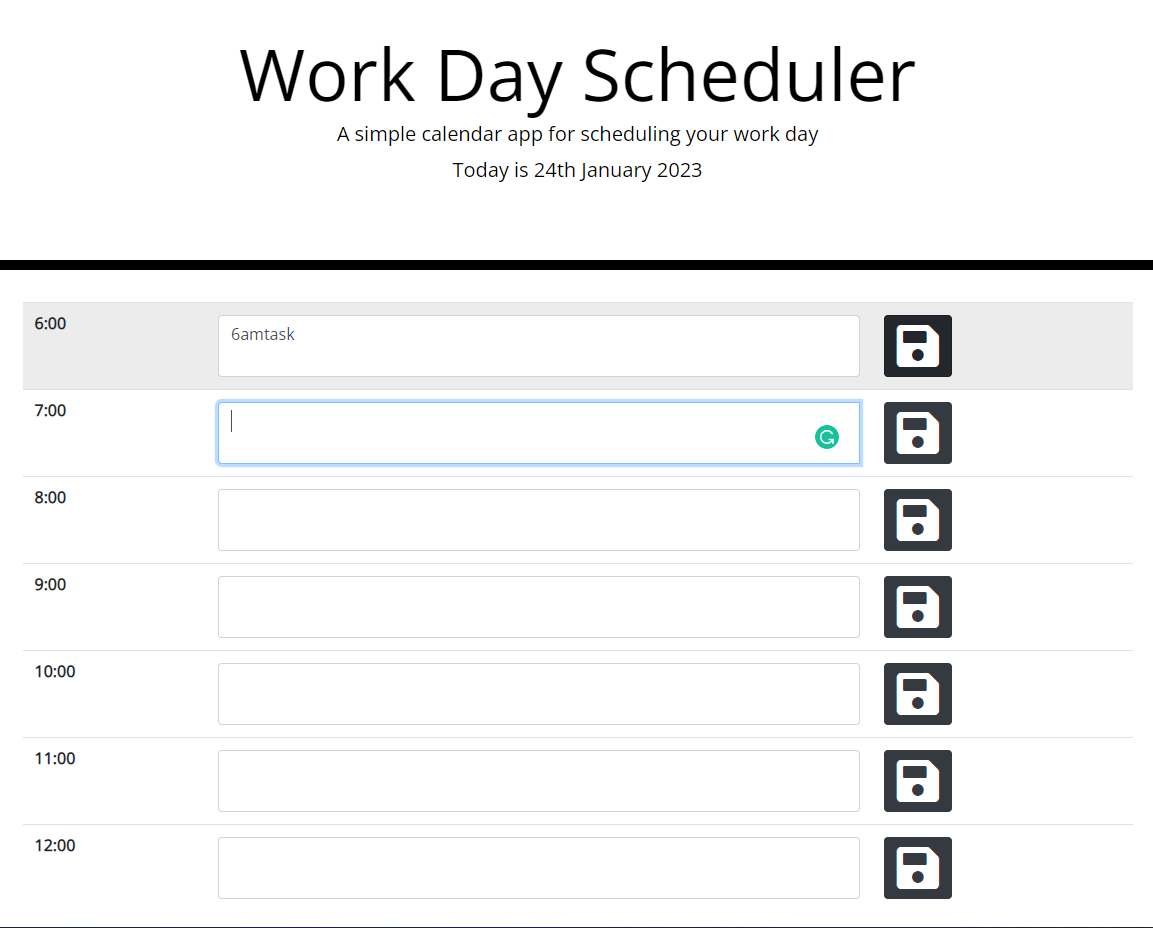 Work Day Scheduler
A simple calendar app for scheduling your work day
Today is 24th January 2023
6:00
6amtask
7:00
8:00
9:00
10:00
11:00
12:00